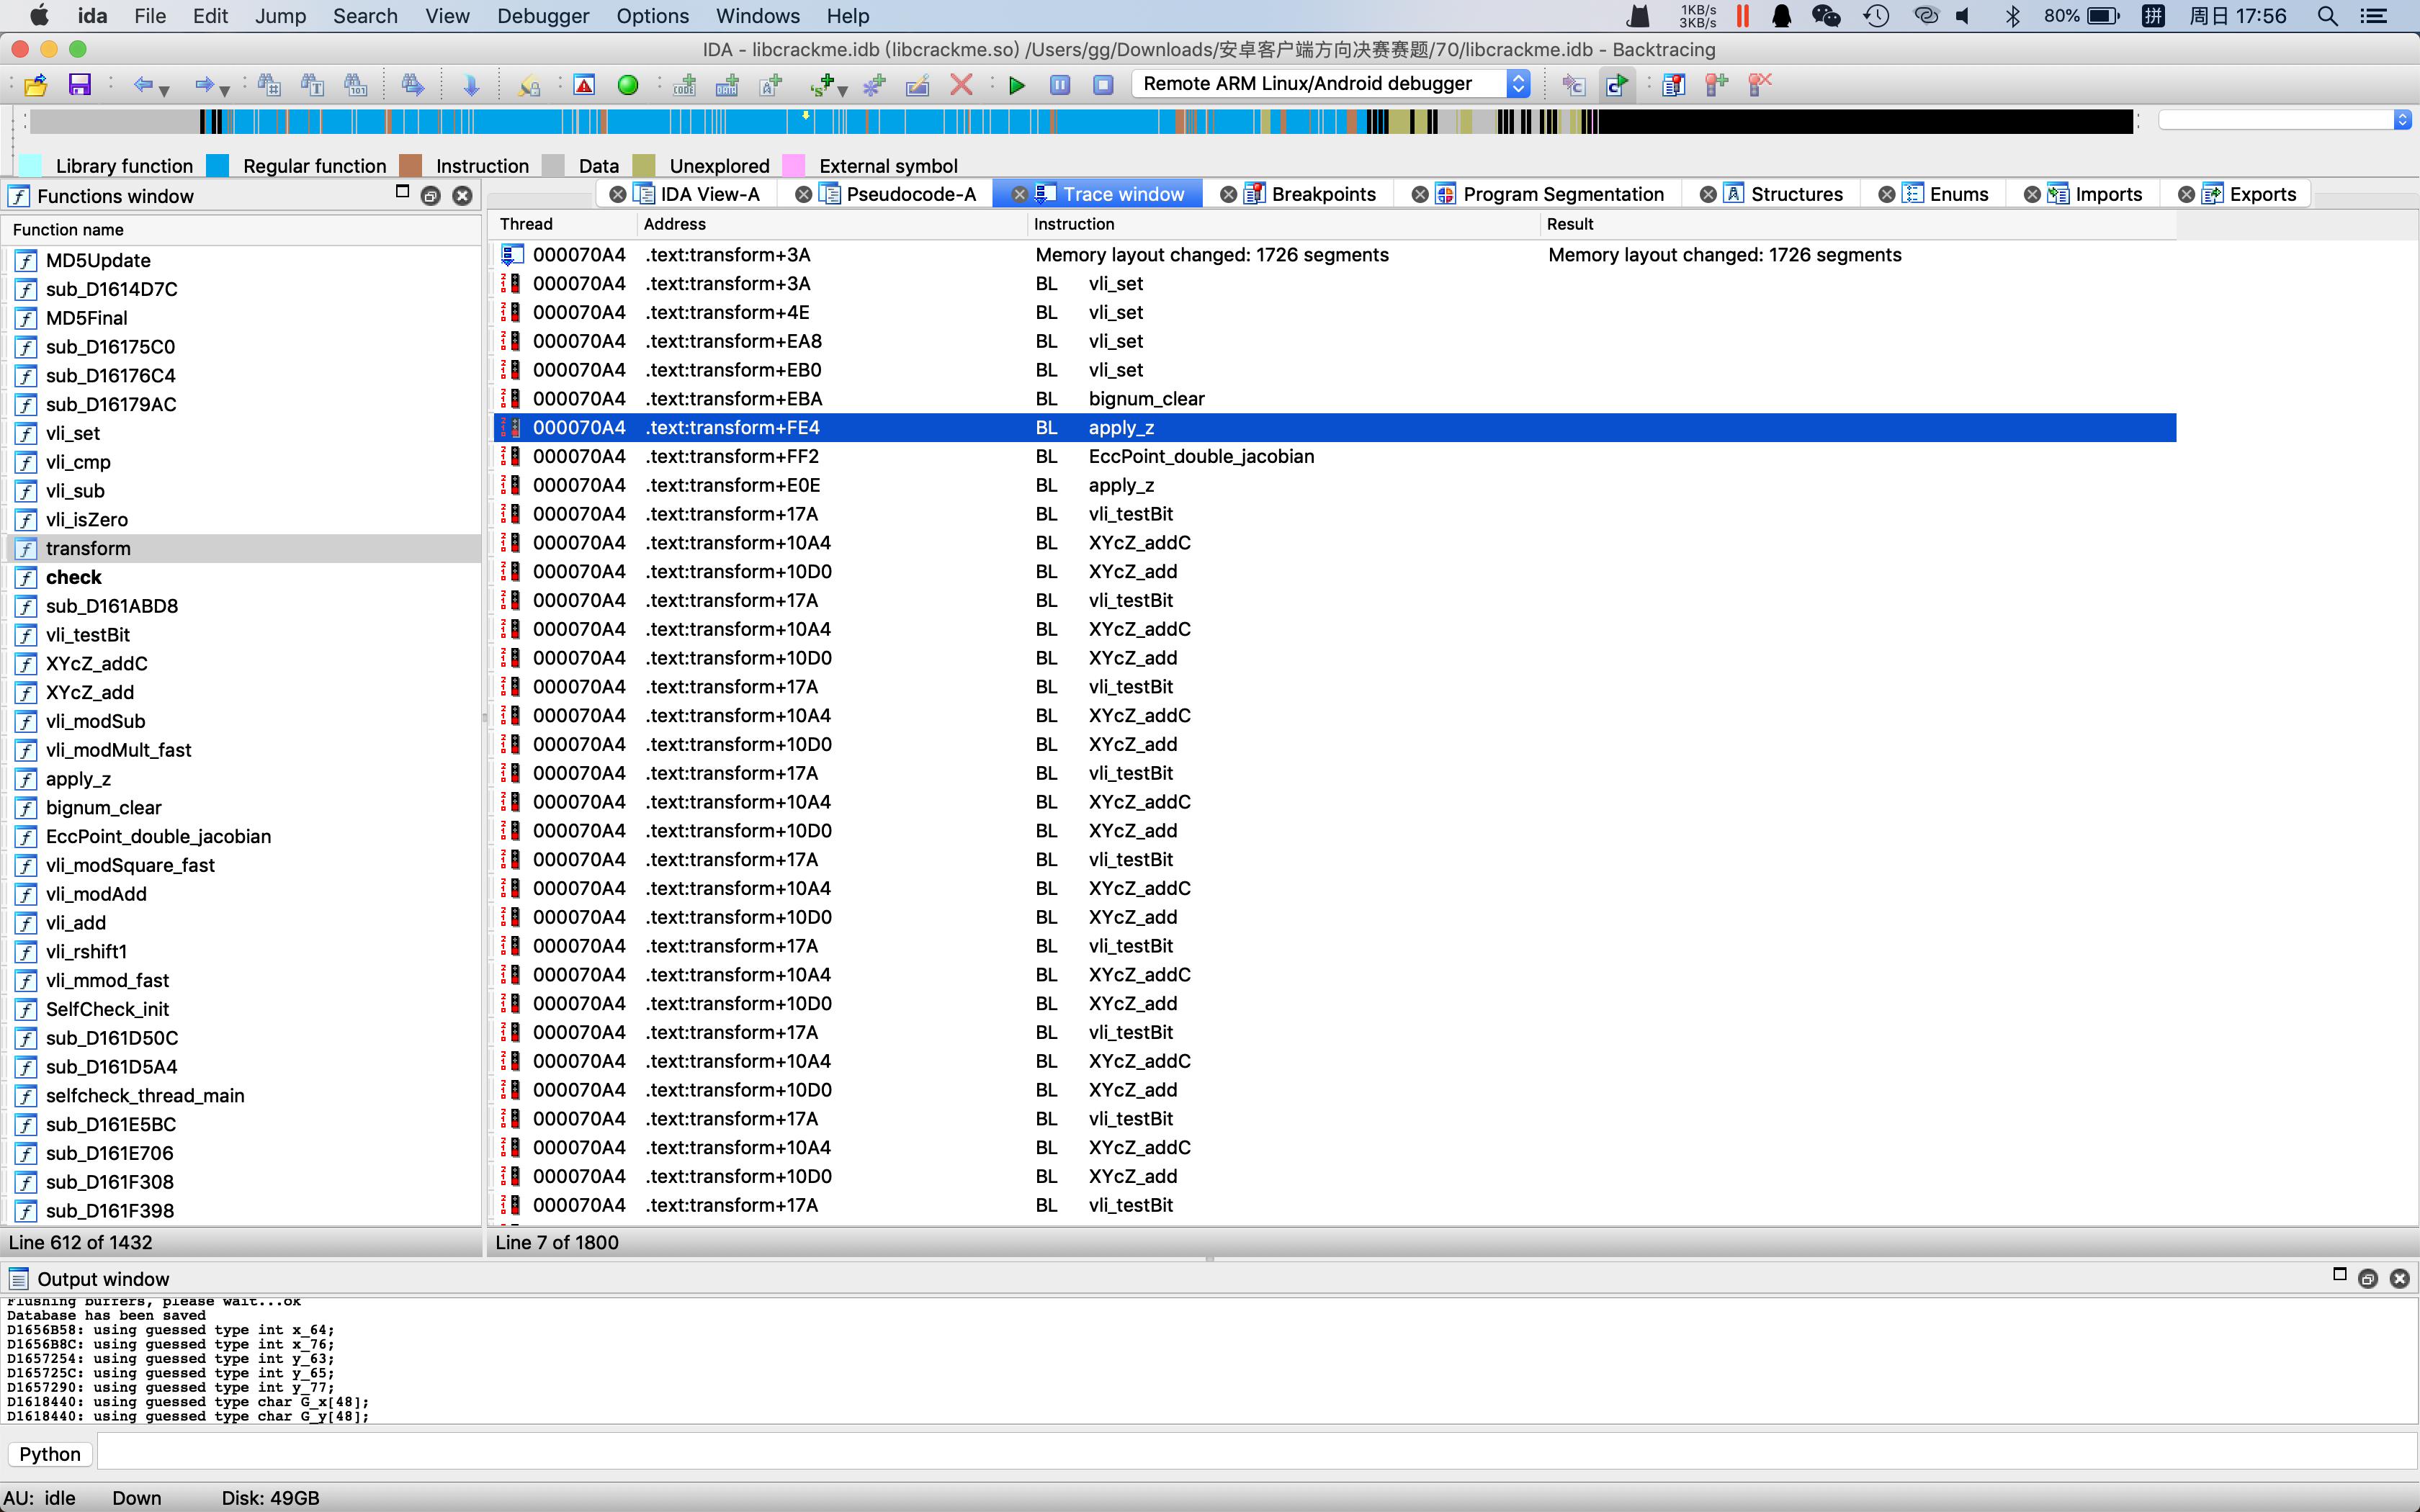 ida File Edit Jump Search View Debugger Options Windows Help 1KB/s 3KB/s 80% 拼 周日 17:56
IDA - libcrackme.idb (libcrackme.so) /Users/gg/Downloads/安卓客户端方向决赛赛题/70/libcrackme.idb - Backtracing
Remote ARM Linux/Android debugger
Library function Regular function Instruction Data Unexplored External symbol
Functions window
IDA View-A Pseudocode-A Trace window Breakpoints Program Segmentation Structures Enums Imports Exports
Function name
MD5Update
sub_D1614D7C
MD5Final
sub_D16175C0
sub_D16176C4
sub_D16179AC
vli_set
vli_cmp
vli_sub
vli_isZero
transform
check
sub_D161ABD8
vli_testBit
XYcZ_addC
XYcZ_add
vli_modSub
vli_modMult_fast
apply_z
bignum_clear
EccPoint_double_jacobian
vli_modSquare_fast
vli_modAdd
vli_add
vli_rshift1
vli_mmod_fast
SelfCheck_init
sub_D161D50C
sub_D161D5A4
selfcheck_thread_main
sub_D161E5BC
sub_D161E706
sub_D161F308
sub_D161F398
Line 612 of 1432
Thread Address Instruction Result
000070A4 .text:transform+3A Memory layout changed: 1726 segments Memory layout changed: 1726 segments
000070A4 .text:transform+3A BL vli_set
000070A4 .text:transform+4E BL vli_set
000070A4 .text:transform+EA8 BL vli_set
000070A4 .text:transform+EB0 BL vli_set
000070A4 .text:transform+EBA BL bignum_clear
000070A4 .text:transform+FE4 BL apply_z
000070A4 .text:transform+FF2 BL EccPoint_double_jacobian
000070A4 .text:transform+E0E BL apply_z
000070A4 .text:transform+17A BL vli_testBit
000070A4 .text:transform+10A4 BL XYcZ_addC
000070A4 .text:transform+10D0 BL XYcZ_add
000070A4 .text:transform+17A BL vli_testBit
000070A4 .text:transform+10A4 BL XYcZ_addC
000070A4 .text:transform+10D0 BL XYcZ_add
000070A4 .text:transform+17A BL vli_testBit
000070A4 .text:transform+10A4 BL XYcZ_addC
000070A4 .text:transform+10D0 BL XYcZ_add
000070A4 .text:transform+17A BL vli_testBit
000070A4 .text:transform+10A4 BL XYcZ_addC
000070A4 .text:transform+10D0 BL XYcZ_add
000070A4 .text:transform+17A BL vli_testBit
000070A4 .text:transform+10A4 BL XYcZ_addC
000070A4 .text:transform+10D0 BL XYcZ_add
000070A4 .text:transform+17A BL vli_testBit
000070A4 .text:transform+10A4 BL XYcZ_addC
000070A4 .text:transform+10D0 BL XYcZ_add
000070A4 .text:transform+17A BL vli_testBit
000070A4 .text:transform+10A4 BL XYcZ_addC
000070A4 .text:transform+10D0 BL XYcZ_add
000070A4 .text:transform+17A BL vli_testBit
000070A4 .text:transform+10A4 BL XYcZ_addC
000070A4 .text:transform+10D0 BL XYcZ_add
000070A4 .text:transform+17A BL vli_testBit
Line 7 of 1800
Output window
Flushing buffers, please wait...ok
Database has been saved
D1656B58: using guessed type int x_64;
D1656B8C: using guessed type int x_76;
D1657254: using guessed type int y_63;
D165725C: using guessed type int y_65;
D1657290: using guessed type int y_77;
D1618440: using guessed type char G_x[48];
D1618440: using guessed type char G_y[48];
Python
AU: idle Down Disk: 49GB